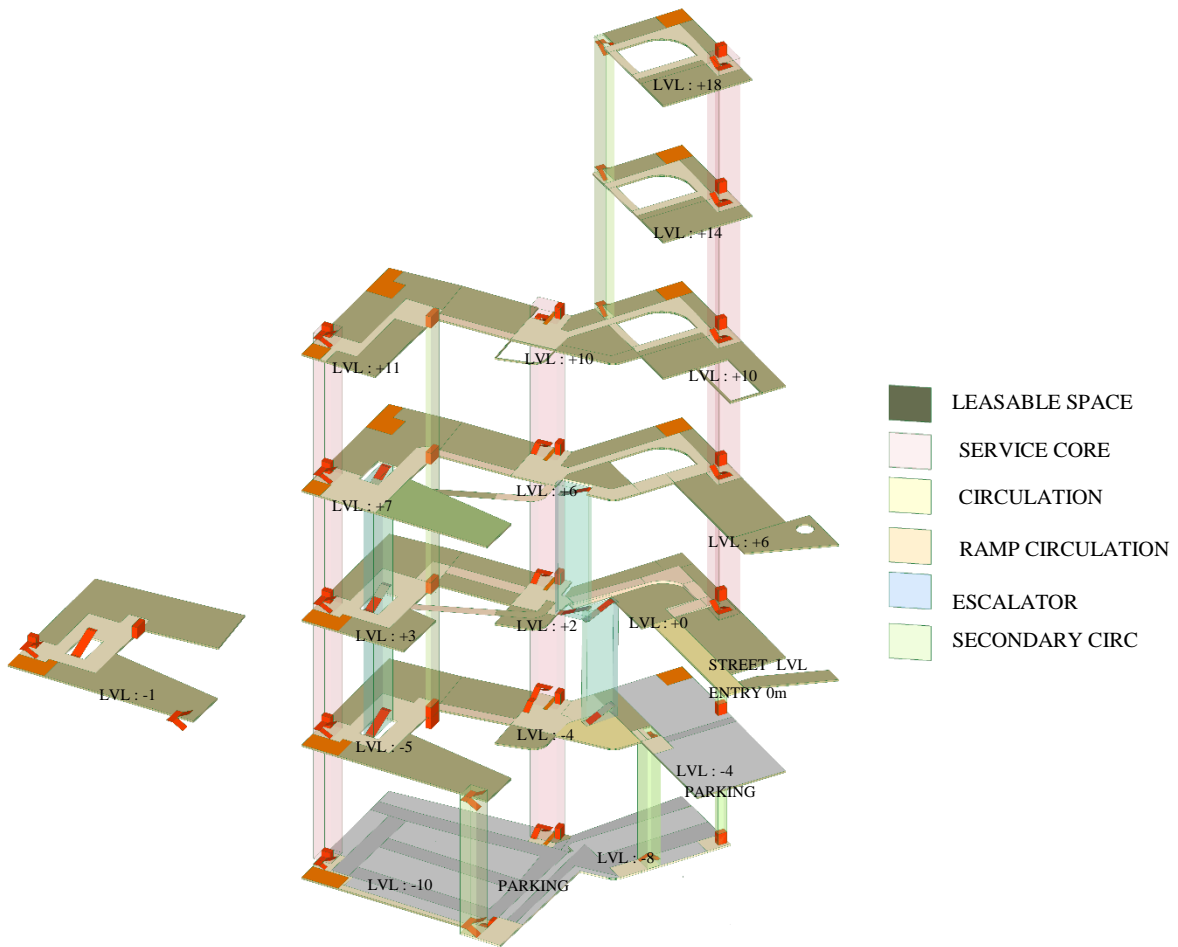 LVL : +18
LVL : +14
LVL : +11
LVL : +10
LVL : +10
LEASABLE SPACE
SERVICE CORE
CIRCULATION
RAMP CIRCULATION
ESCALATOR
SECONDARY CIRC
LVL : +7
LVL : +6
LVL : +6
LVL : +3
LVL : +2
LVL : +0
STREET LVL
ENTRY 0m
LVL : -1
LVL : -5
LVL : -4
LVL : -4
PARKING
LVL : -10
PARKING
LVL : -8